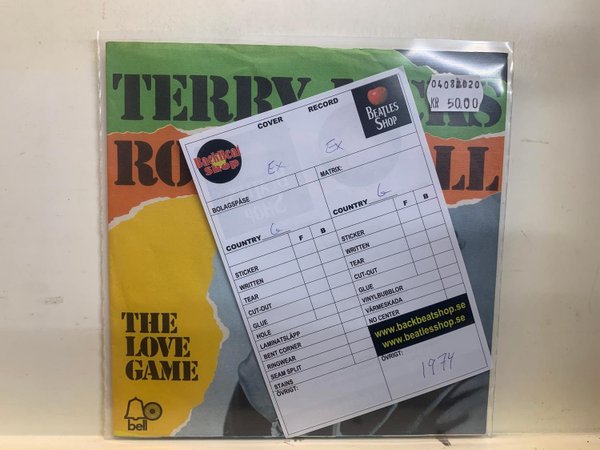 TERRY
04082020
KR 50.00
RO
LL
THE
LOVE
GAME
bell
COVER
RECORD
BackBeat
SHOP
BEATLES
SHOP
Ex
Ex
BOLAGSPÅSE
MATRIX:
COUNTRY G
F B
STICKER
WRITTEN
TEAR
CUT-OUT
GLUE
HOLE
LAMINATSLÄPP
BENT CORNER
RINGWEAR
SEAM SPLIT
STAINS
ÖVRIGT:
COUNTRY G
F B
STICKER
WRITTEN
TEAR
CUT-OUT
GLUE
VINYLBUBBLOR
VÄRMESKADA
NO CENTER
www.backbeatshop.se
www.beatlesshop.se
ÖVRIGT:
1974